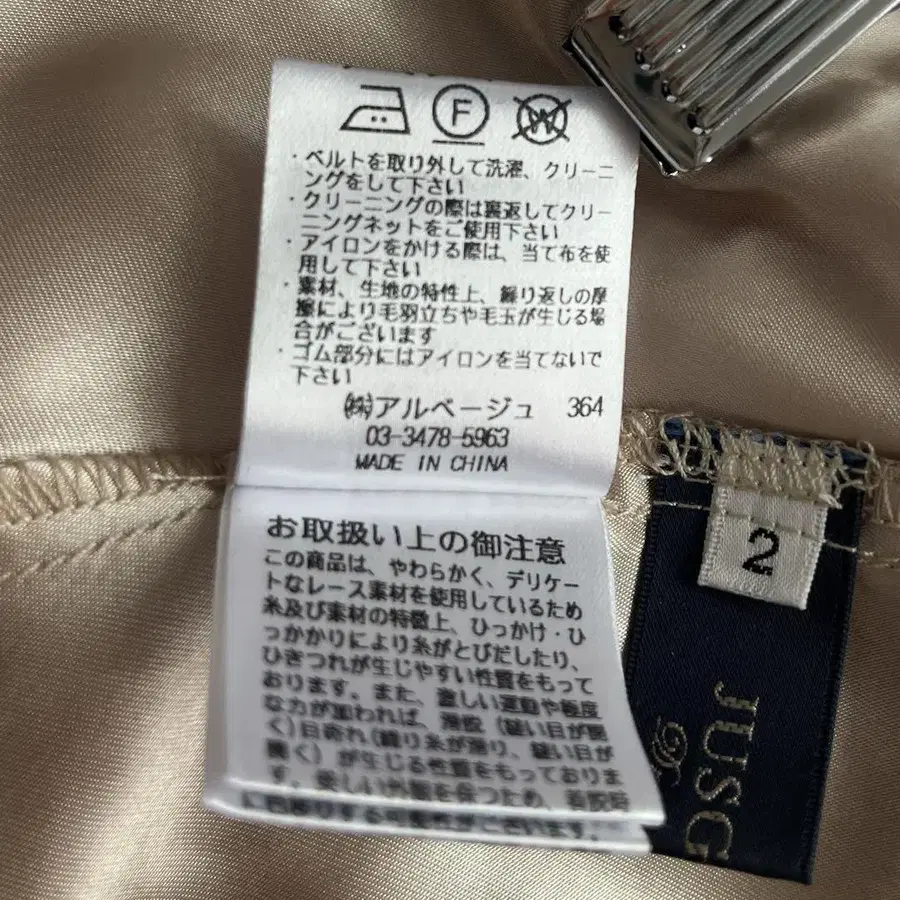 F
W
・ベルトを取り外して洗濯、クリーニ
ングをして下さい
・クリーニングの際は裏返してクリー
ニングネットをご使用下さい
・アイロンをかける際は、当て布を使
用して下さい
・素材、生地の特性上、繰り返しの摩
擦により毛羽立ちや毛玉が生じる場
合がございます
・ゴム部分にはアイロンを当てないで
下さい
㈱アルページュ 364
03-3478-5963
MADE IN CHINA
お取扱い上の御注意
この商品は、やわらかく、デリケー
トなレース素材を使用しているため
糸及び素材の特徴上、ひっかけ・ひ
っかかりにより糸がとびだしたり、
ひきつれが生じやすい性質をもって
おります。また、激しい運動や極度
な力が加われば、滑脱(縫い目が開
く)目寄れ(織り糸が滑り、縫い目が
開く)が生じる性質をもっておりま
す。美しい外観を保つため、着脱時
2
JUSG